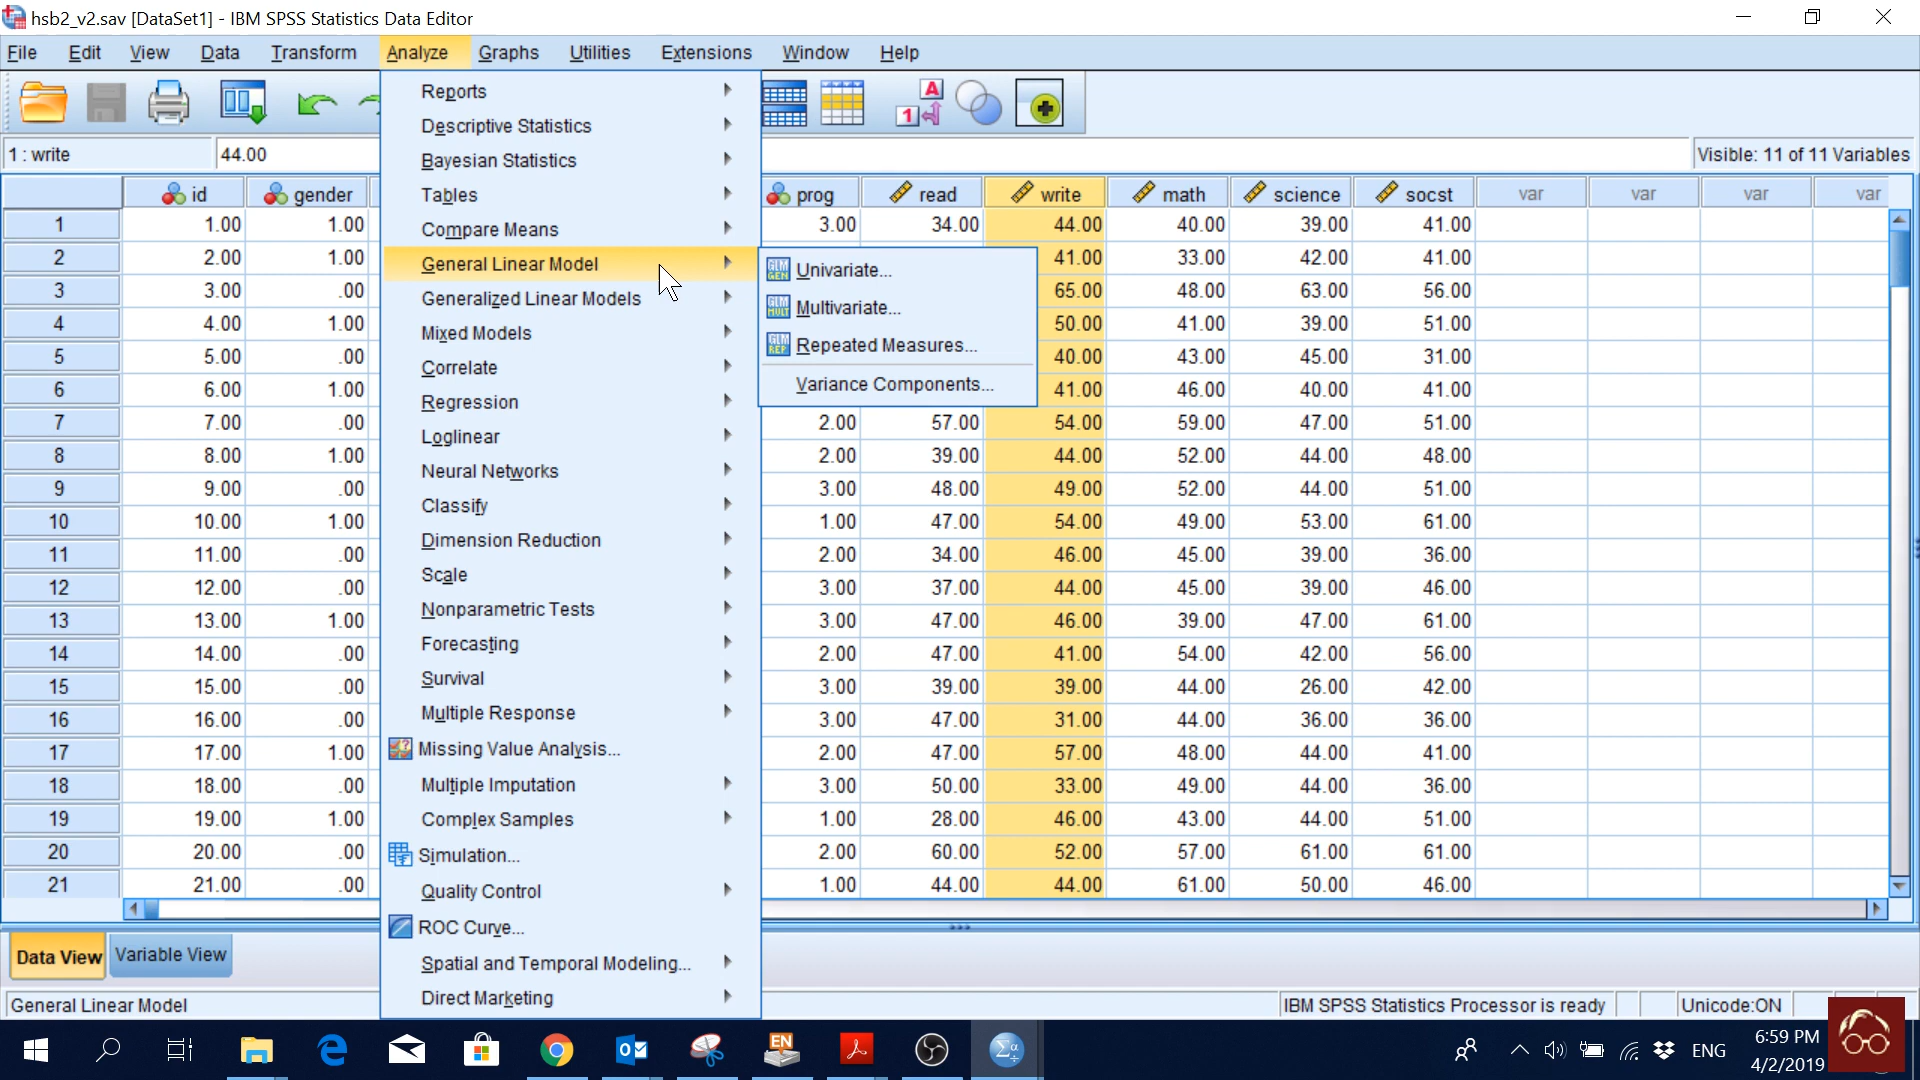 hsb2_v2.sav [DataSet1] - IBM SPSS Statistics Data Editor
File Edit View Data Transform Analyze Graphs Utilities Extensions Window Help
1 : write 44.00 Visible: 11 of 11 Variables
id gender prog read write math science socst var var var var
1 1.00 1.00 3.00 34.00 44.00 40.00 39.00 41.00
2 2.00 1.00 41.00 33.00 42.00 41.00
3 3.00 .00 65.00 48.00 63.00 56.00
4 4.00 1.00 50.00 41.00 39.00 51.00
5 5.00 .00 40.00 43.00 45.00 31.00
6 6.00 1.00 41.00 46.00 40.00 41.00
7 7.00 .00 2.00 57.00 54.00 59.00 47.00 51.00
8 8.00 1.00 2.00 39.00 44.00 52.00 44.00 48.00
9 9.00 .00 3.00 48.00 49.00 52.00 44.00 51.00
10 10.00 1.00 1.00 47.00 54.00 49.00 53.00 61.00
11 11.00 .00 2.00 34.00 46.00 45.00 39.00 36.00
12 12.00 .00 3.00 37.00 44.00 45.00 39.00 46.00
13 13.00 1.00 3.00 47.00 46.00 39.00 47.00 61.00
14 14.00 .00 2.00 47.00 41.00 54.00 42.00 56.00
15 15.00 .00 3.00 39.00 39.00 44.00 26.00 42.00
16 16.00 .00 3.00 47.00 31.00 44.00 36.00 36.00
17 17.00 1.00 2.00 47.00 57.00 48.00 44.00 41.00
18 18.00 .00 3.00 50.00 33.00 49.00 44.00 36.00
19 19.00 1.00 1.00 28.00 46.00 43.00 44.00 51.00
20 20.00 .00 2.00 60.00 52.00 57.00 61.00 61.00
21 21.00 .00 1.00 44.00 44.00 61.00 50.00 46.00
Reports
Descriptive Statistics
Bayesian Statistics
Tables
Compare Means
General Linear Model
Generalized Linear Models
Mixed Models
Correlate
Regression
Loglinear
Neural Networks
Classify
Dimension Reduction
Scale
Nonparametric Tests
Forecasting
Survival
Multiple Response
Missing Value Analysis...
Multiple Imputation
Complex Samples
Simulation...
Quality Control
ROC Curve...
Spatial and Temporal Modeling...
Direct Marketing
Univariate...
Multivariate...
Repeated Measures...
Variance Components...
Data View Variable View
General Linear Model IBM SPSS Statistics Processor is ready Unicode:ON
ENG 6:59 PM
4/2/2019